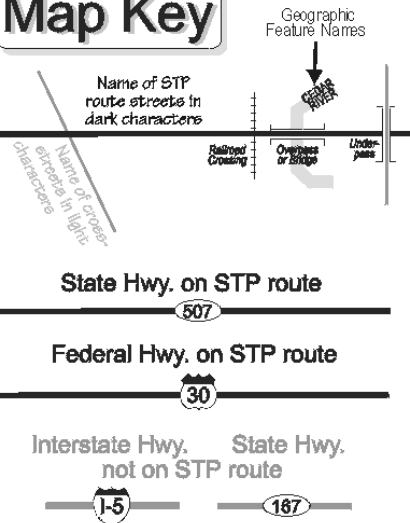 Map Key
Geographic
Feature Names
Name of STP
route streets in
dark characters
CEDAR
RIVER
Railroad
Crossing
Overpass
or Bridge
Under-
pass
Name of cross-
streets in light
characters
State Hwy. on STP route
507
Federal Hwy. on STP route
30
Interstate Hwy. State Hwy.
not on STP route
I-5
167